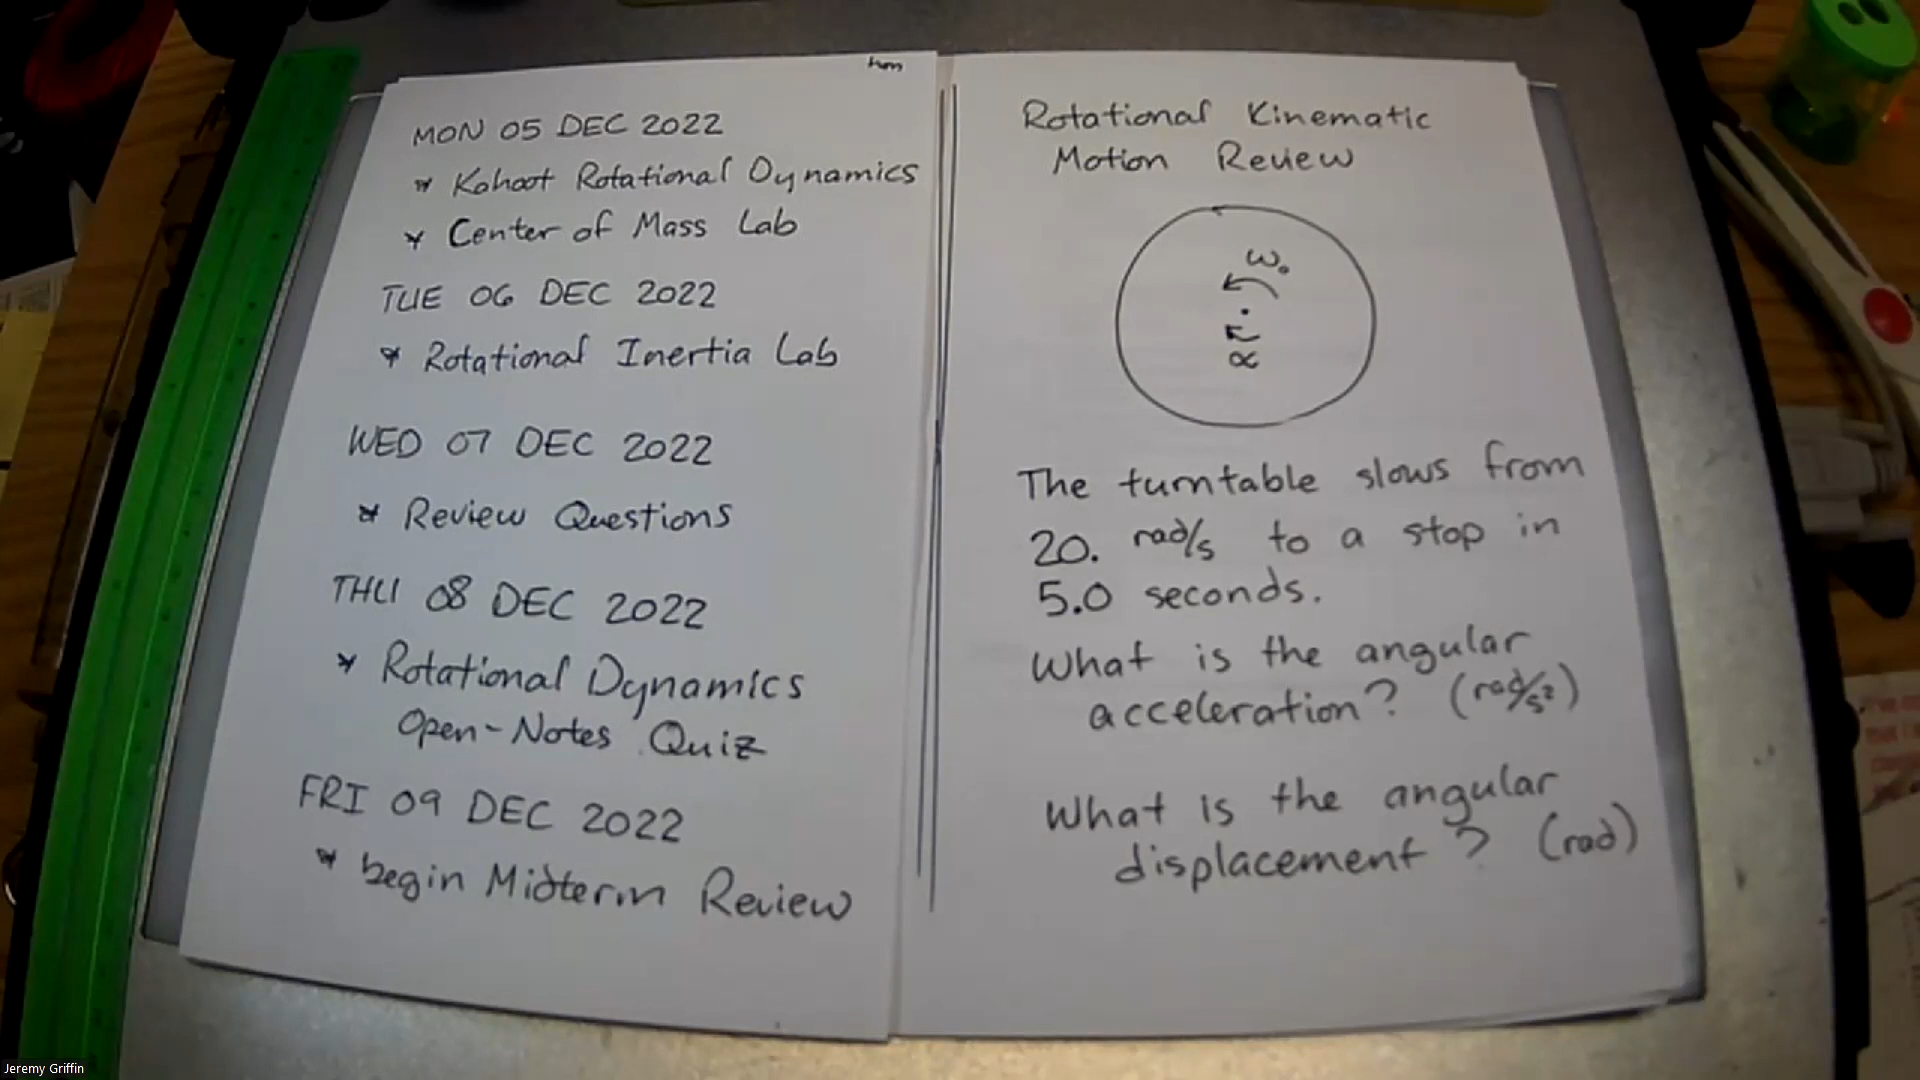 MON 05 DEC 2022
* Kahoot Rotational Dynamics
* Center of Mass Lab
TUE 06 DEC 2022
* Rotational Inertia Lab
WED 07 DEC 2022
* Review Questions
THU 08 DEC 2022
* Rotational Dynamics
Open-Notes Quiz
FRI 09 DEC 2022
* begin Midterm Review
Rotational Kinematic
Motion Review
ω₀
α
The turntable slows from
20. rad/s to a stop in
5.0 seconds.
What is the angular
acceleration? (rad/s²)
What is the angular
displacement? (rad)
Jeremy Griffin